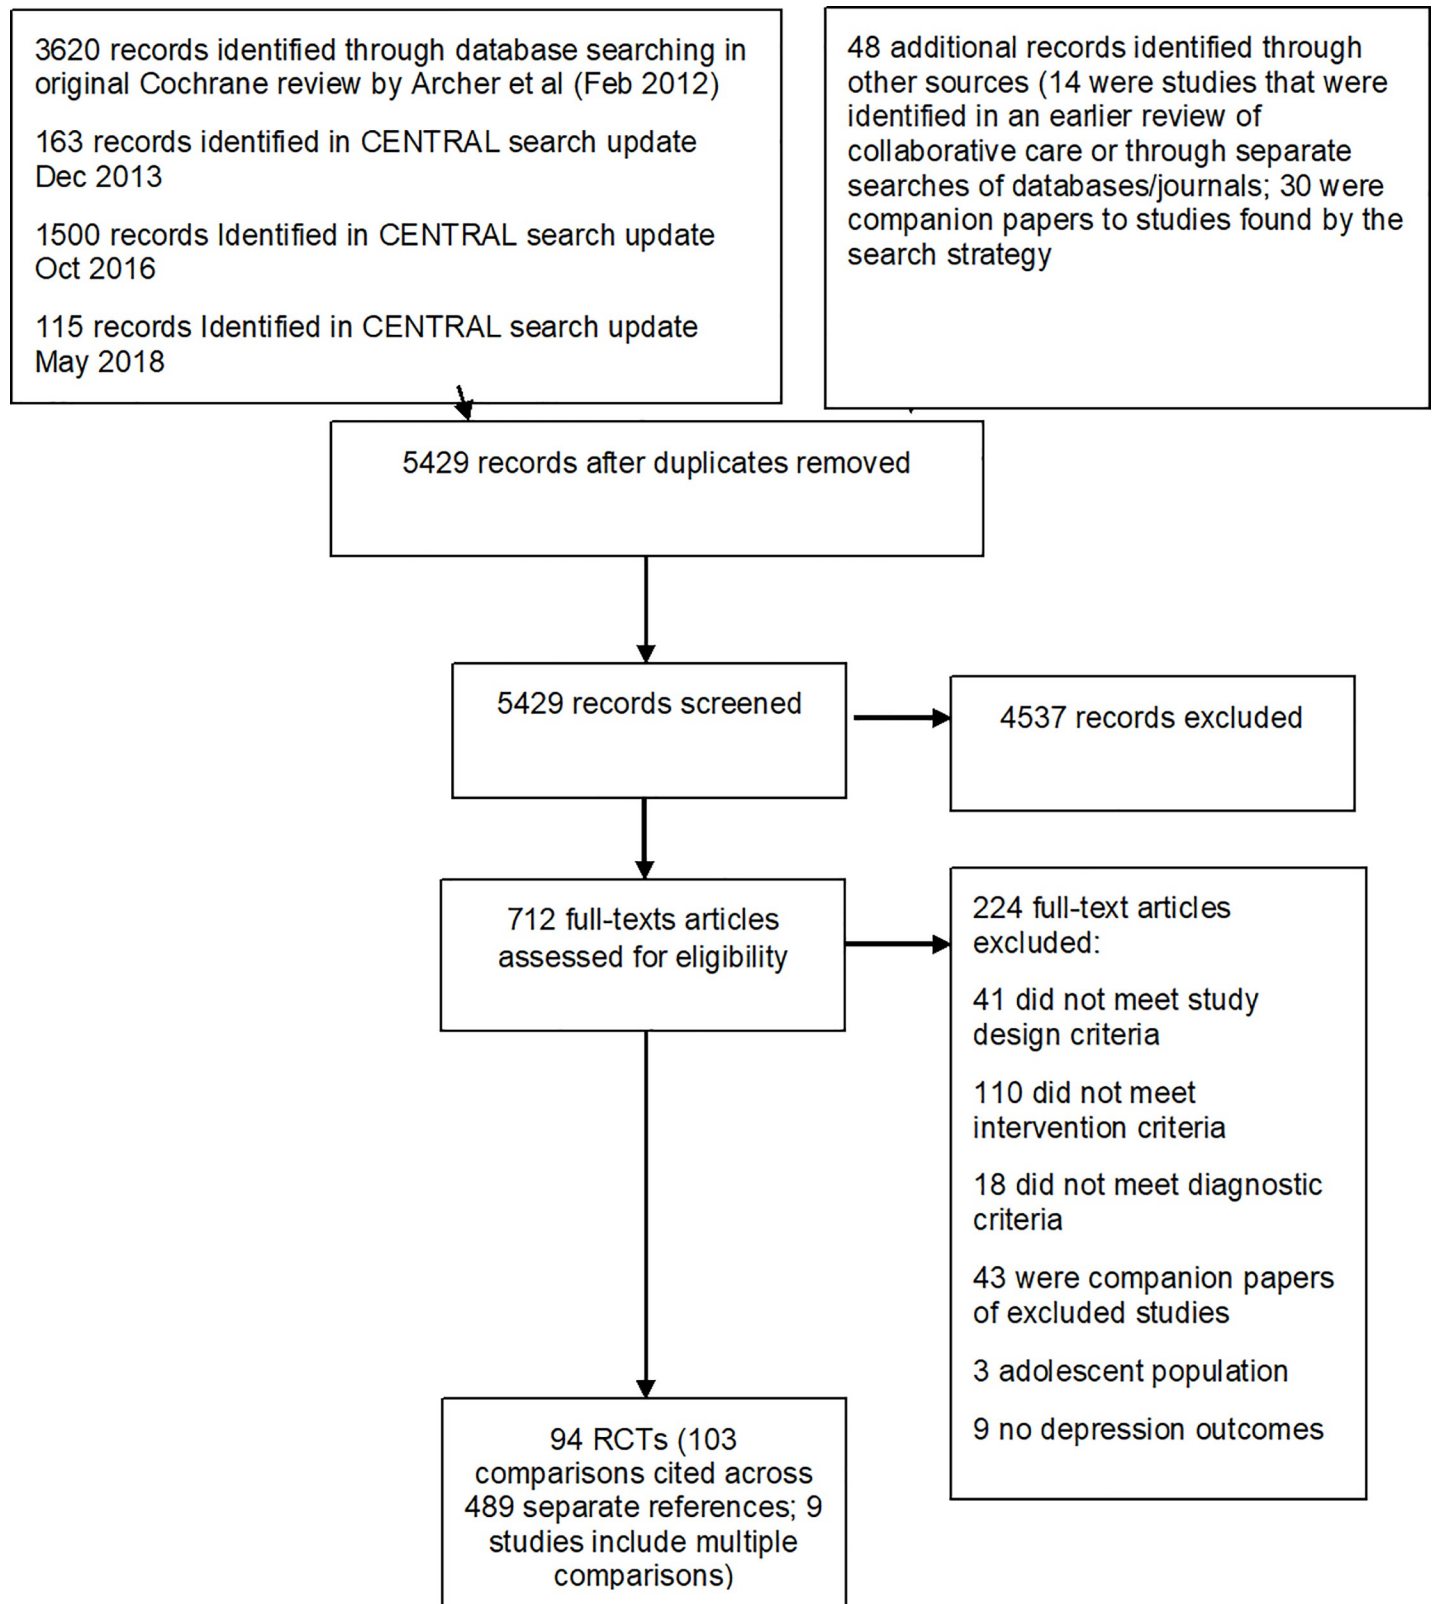 3620 records identified through database searching in
original Cochrane review by Archer et al (Feb 2012)
163 records identified in CENTRAL search update
Dec 2013
1500 records Identified in CENTRAL search update
Oct 2016
115 records Identified in CENTRAL search update
May 2018
48 additional records identified through
other sources (14 were studies that were
identified in an earlier review of
collaborative care or through separate
searches of databases/journals; 30 were
companion papers to studies found by the
search strategy
5429 records after duplicates removed
5429 records screened
4537 records excluded
712 full-texts articles
assessed for eligibility
224 full-text articles
excluded:
41 did not meet study
design criteria
110 did not meet
intervention criteria
18 did not meet diagnostic
criteria
43 were companion papers
of excluded studies
3 adolescent population
9 no depression outcomes
94 RCTs (103
comparisons cited across
489 separate references; 9
studies include multiple
comparisons)